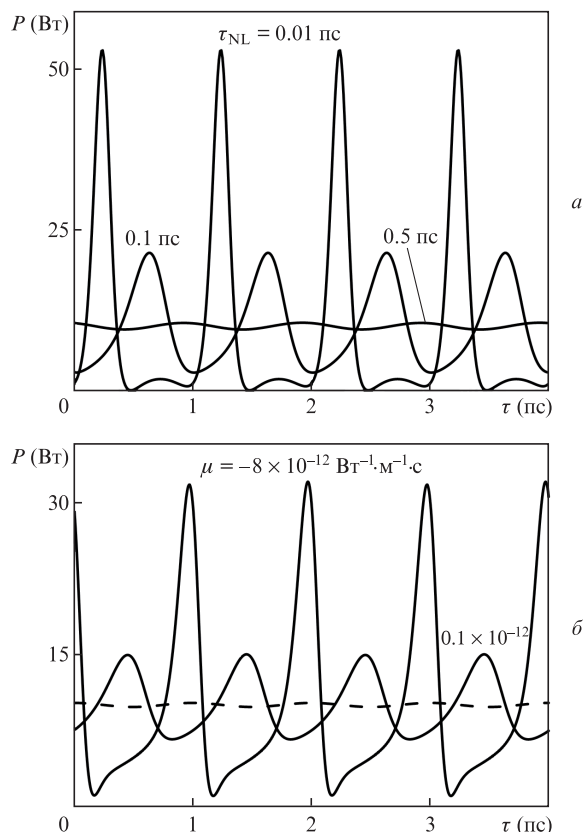 P (Вт)
τNL = 0.01 пс
50
25
0.1 пс
0.5 пс
а
0 1 2 3 τ (пс)
P (Вт)
μ = −8 × 10⁻¹² Вт⁻¹·м⁻¹·с
30
15
0.1 × 10⁻¹²
б
0 1 2 3 τ (пс)